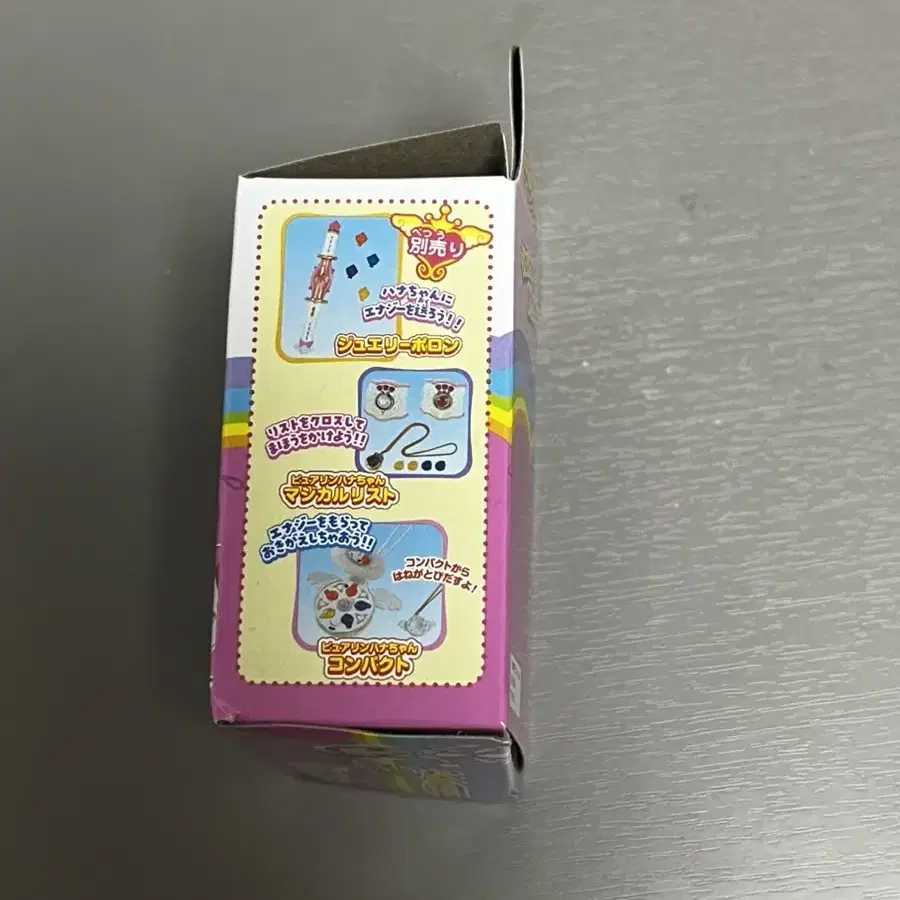 べつう
別売り
ハナちゃんに
エナジーを送ろう!!
ジュエリーポロン
リストをクロスして
まほうをかけよう!!
ピュアリンハナちゃん
マジカルリスト
エナジーをもらって
おきがえしちゃおう!!
コンパクトから
はねがとびだすよ!
ピュアリンハナちゃん
コンパクト